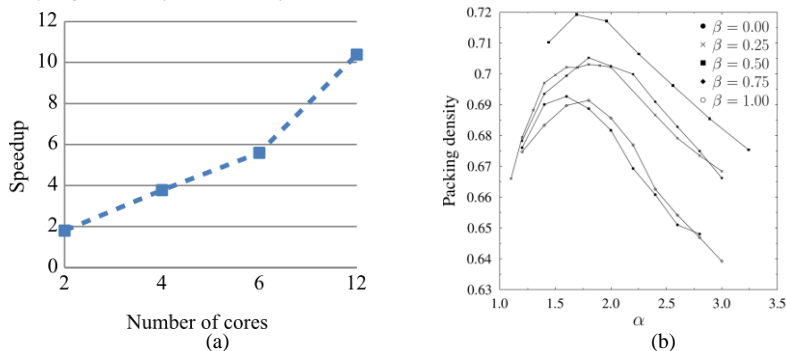 12
10
8
6
4
2
0
Speedup
2 4 6 12
Number of cores
(a)
0.72
0.71
0.7
0.69
0.68
0.67
0.66
0.65
0.64
0.63
Packing density
β = 0.00
β = 0.25
β = 0.50
β = 0.75
β = 1.00
1.0 1.5 2.0 2.5 3.0 3.5
α
(b)